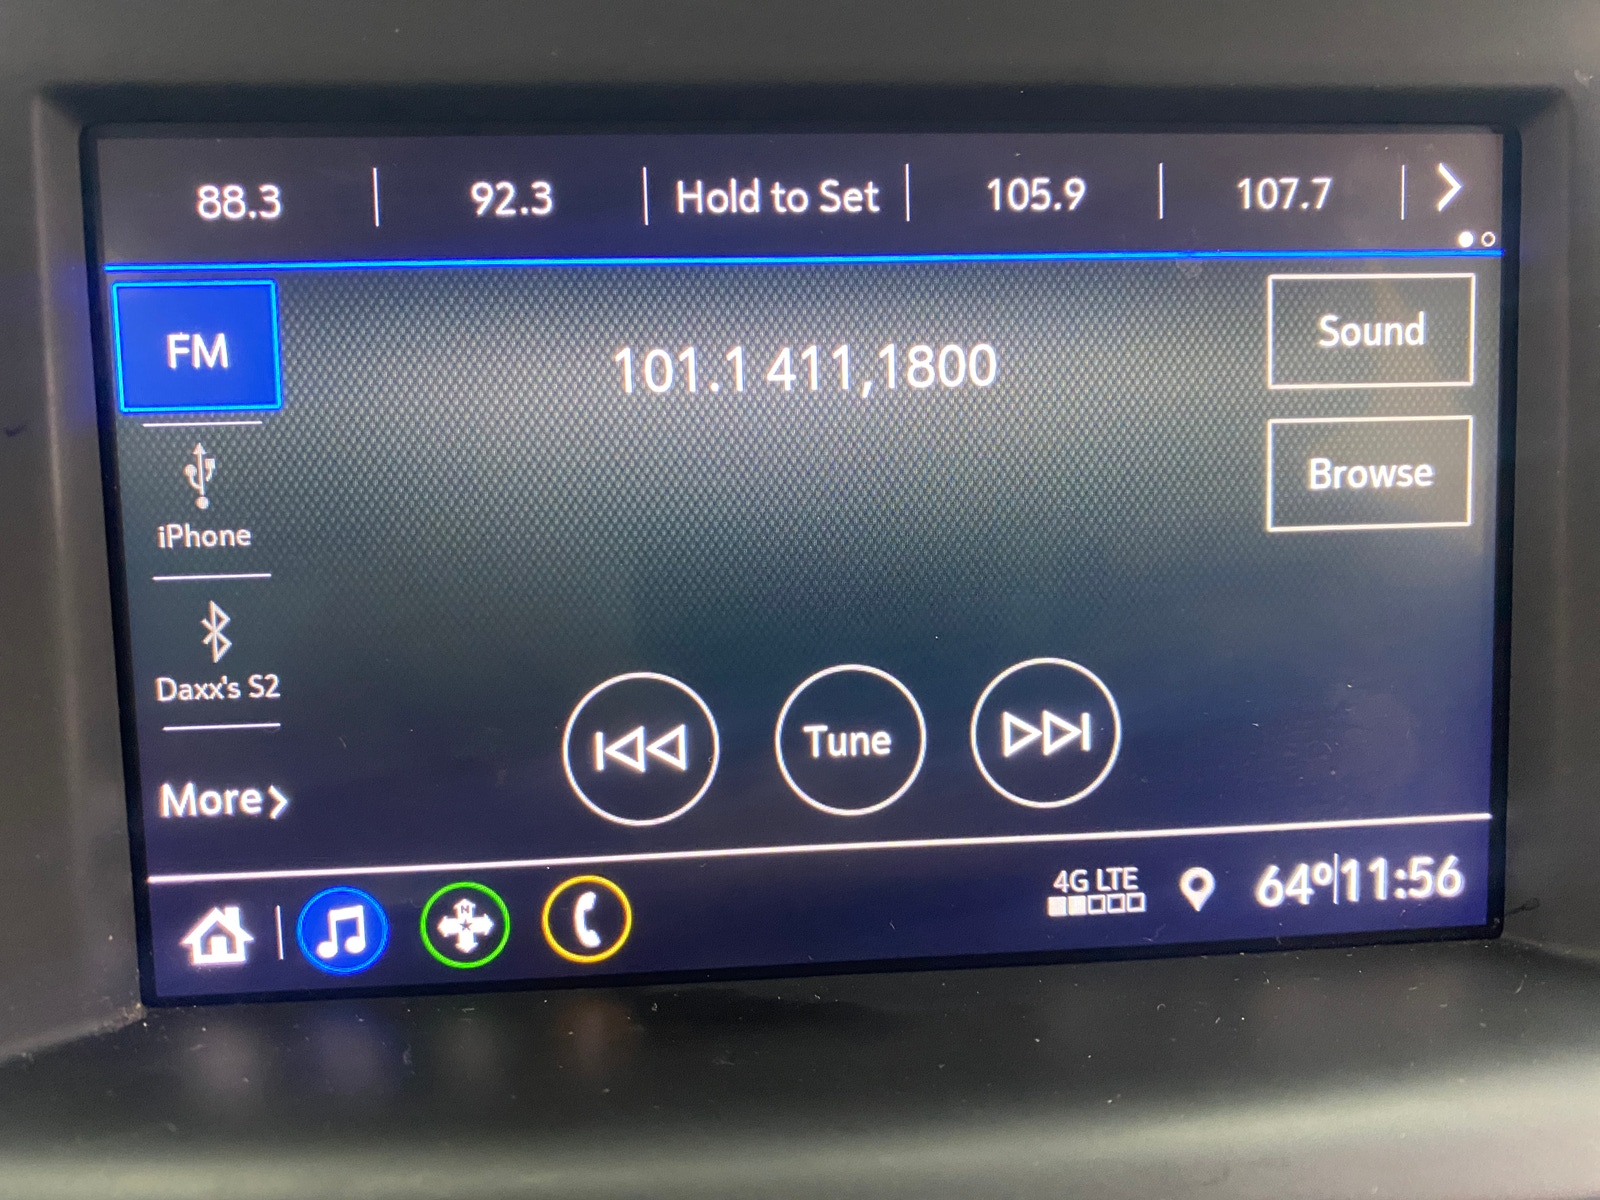 88.3
92.3
Hold to Set
105.9
107.7
FM
101.1 411,1800
Sound
Browse
iPhone
Daxx's S2
More
Tune
N
4G LTE
64º
11:56